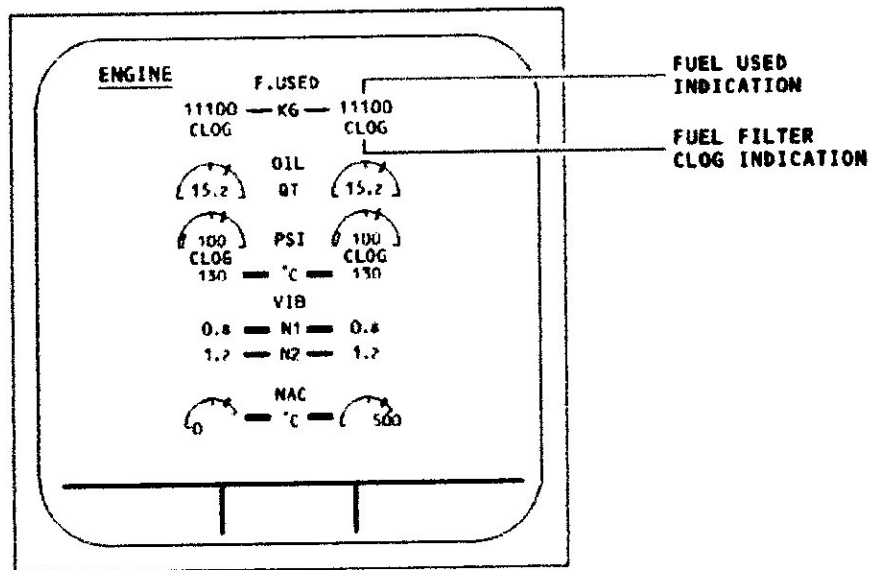 ENGINE
F.USED
11100 — KG — 11100
CLOG CLOG
FUEL USED
INDICATION
FUEL FILTER
CLOG INDICATION
OIL
15.2 QT 15.2
100 PSI 100
CLOG CLOG
130 — °C — 130
VIB
0.8 — N1 — 0.8
1.2 — N2 — 1.2
NAC
0 — °C — 500